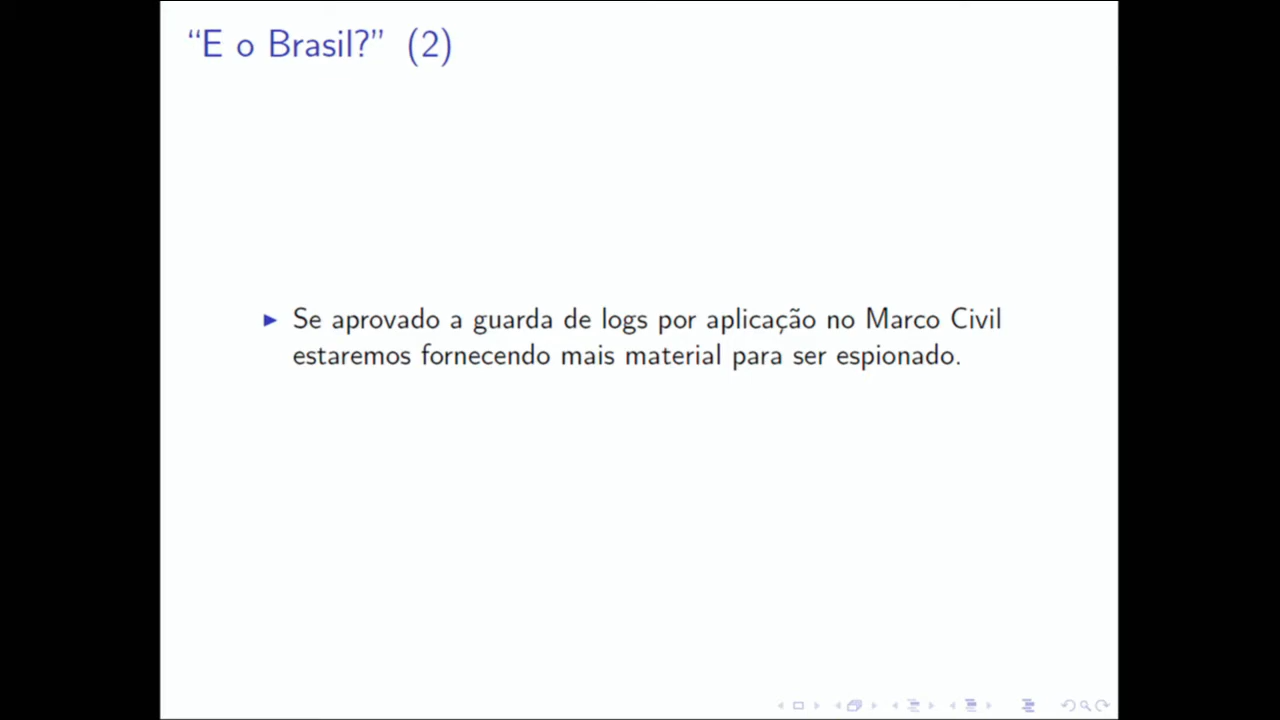 “E o Brasil?” (2)
Se aprovado a guarda de logs por aplicação no Marco Civil
estaremos fornecendo mais material para ser espionado.